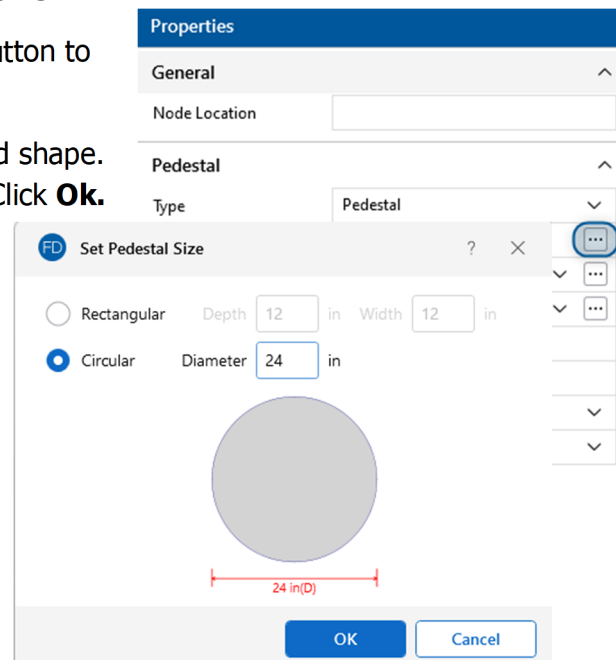 Properties
utton to
General
Node Location
d shape.
Pedestal
Click Ok.
Type Pedestal
FD Set Pedestal Size ?
Rectangular Depth 12 in Width 12 in
Circular Diameter 24 in
24 in(D)
OK Cancel